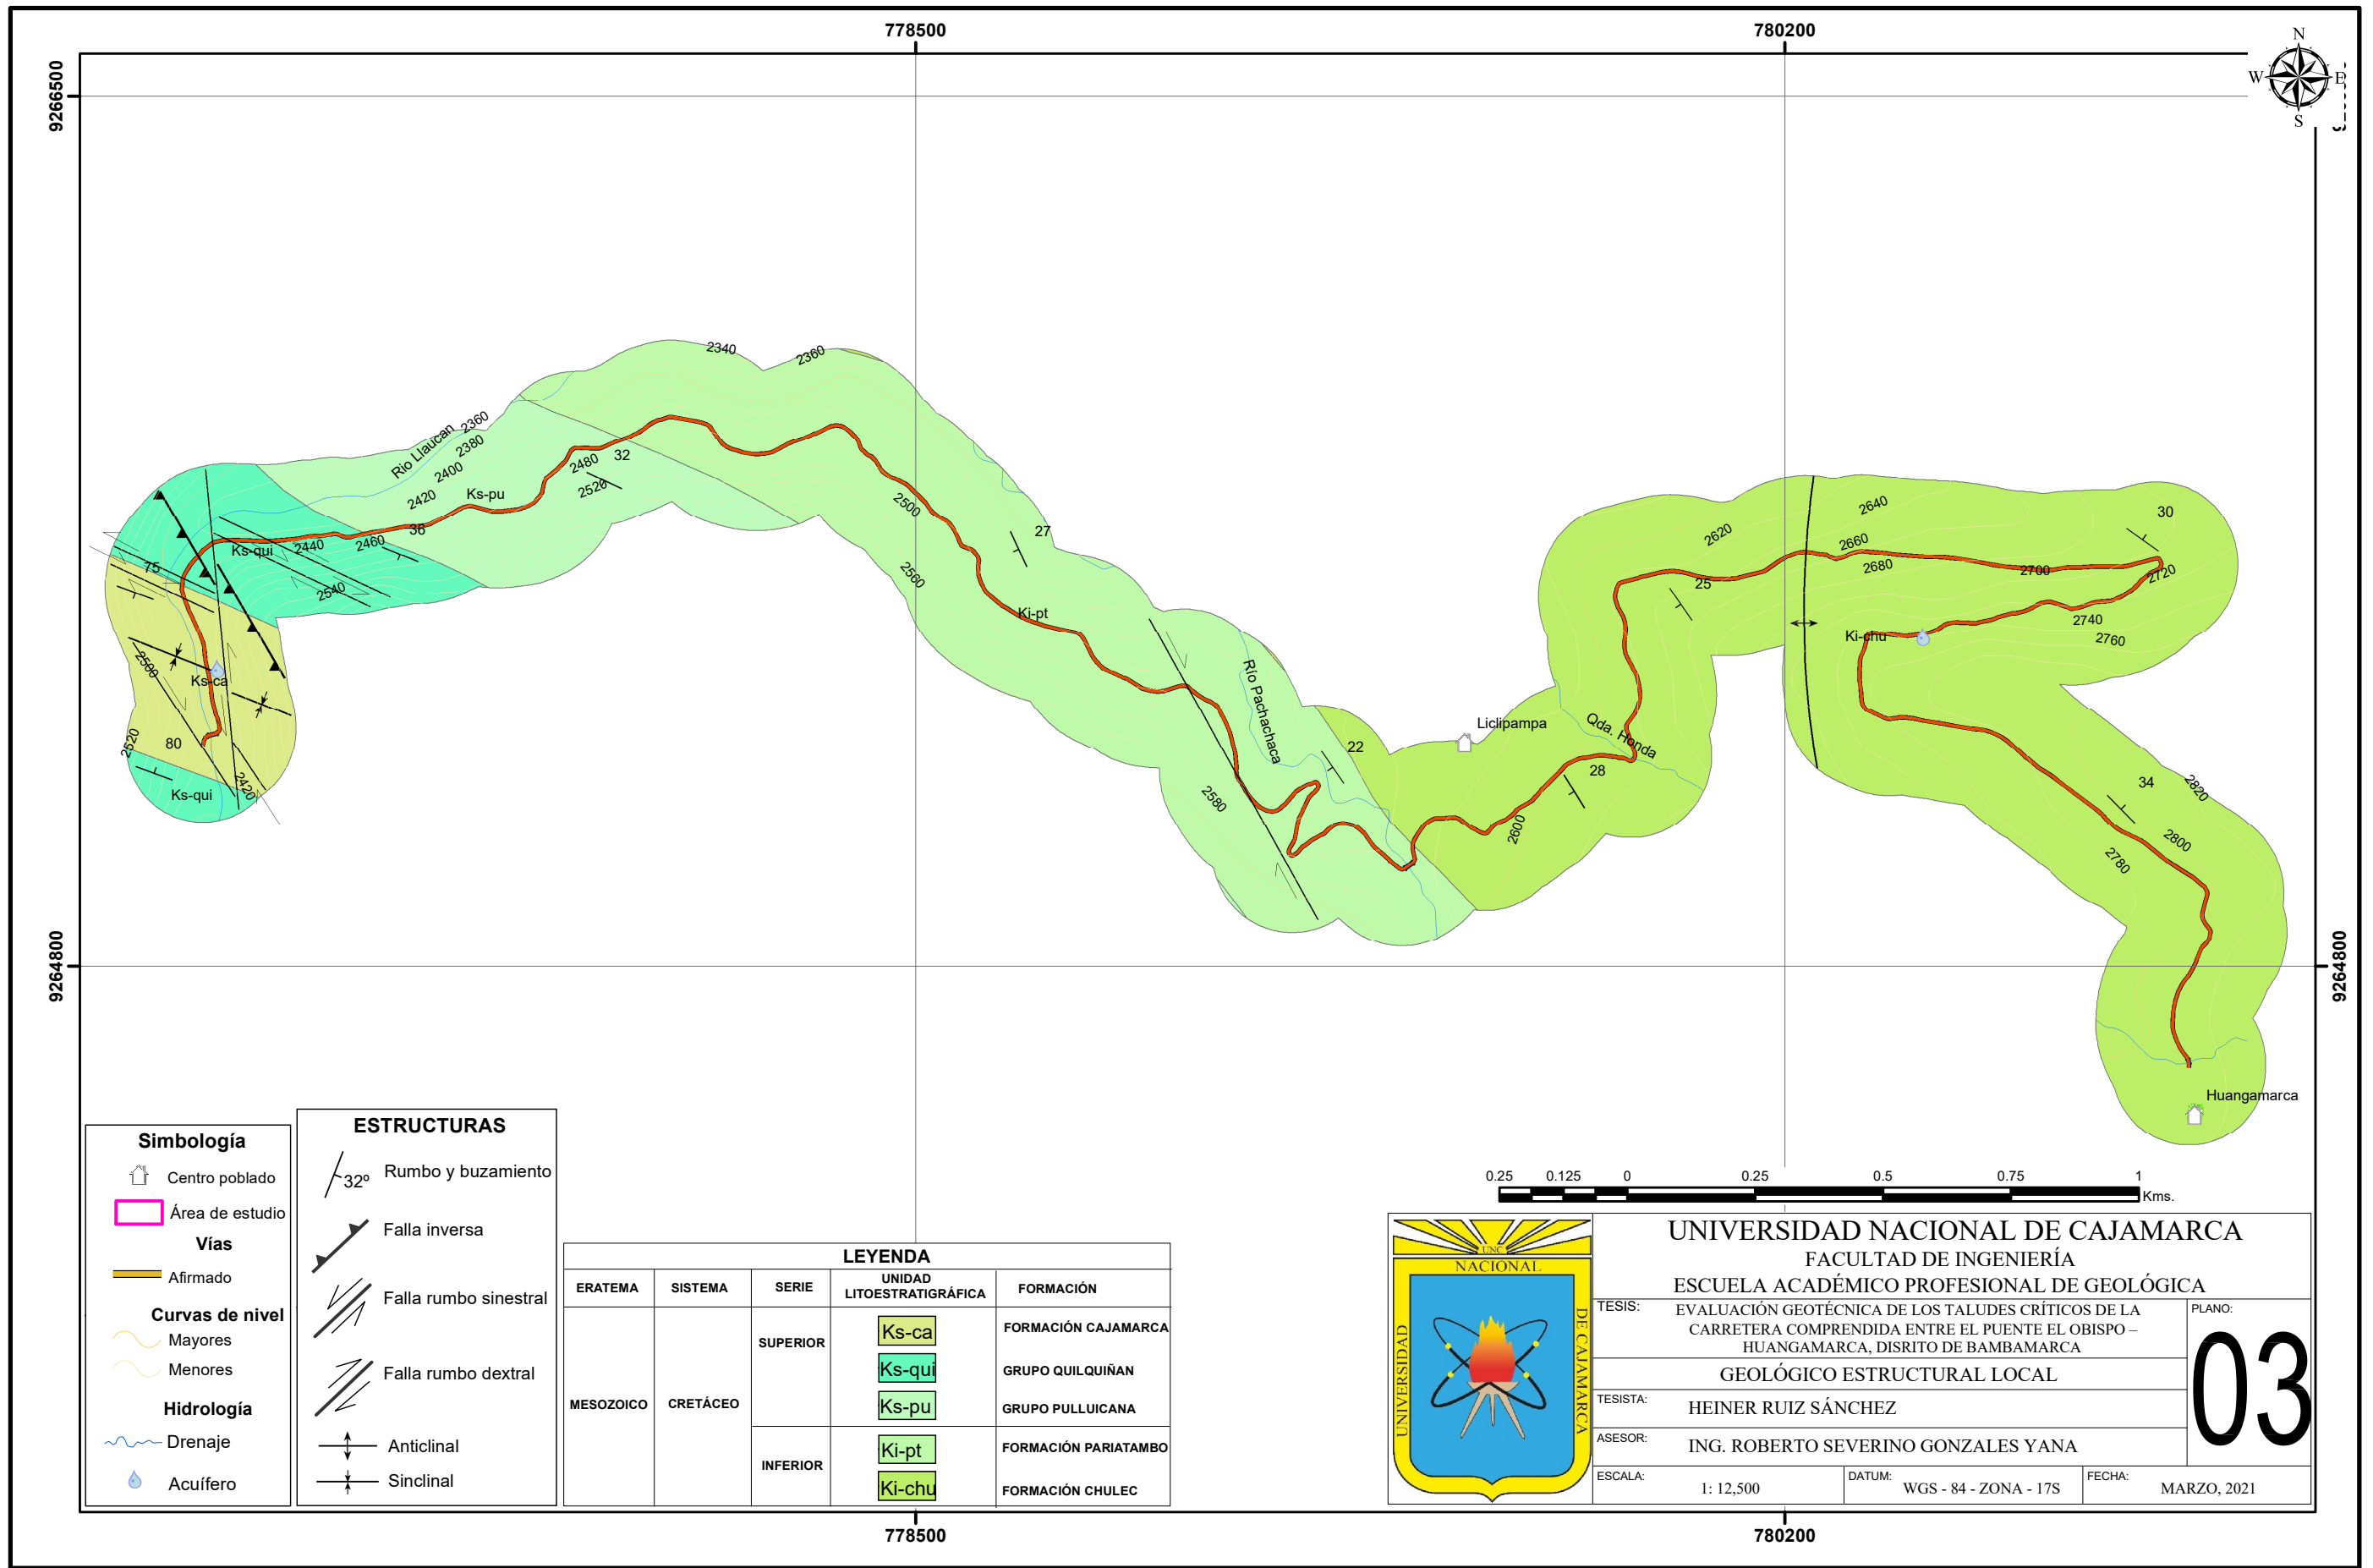 778500
780200
N
W
E
S
9266500
2340
2360
Rio Llaucan
2360
2380
2400
2420
Ks-pu
2480
32
2520
36
2460
2440
Ks-qui
2540
75
2500
Ks-ca
2520
80
2420
Ks-qui
2500
2560
27
Ki-pt
Río Pachachaca
22
2580
Liclipampa
Qda. Honda
28
2600
25
2620
2640
2660
2680
2700
30
2720
2740
2760
Ki-chu
34
2820
2800
2780
9264800
9264800
Huangamarca
Simbología
Centro poblado
Área de estudio
Vías
Afirmado
Curvas de nivel
Mayores
Menores
Hidrología
Drenaje
Acuífero
ESTRUCTURAS
32º
Rumbo y buzamiento
Falla inversa
Falla rumbo sinestral
Falla rumbo dextral
Anticlinal
Sinclinal
LEYENDA
ERATEMA SISTEMA SERIE UNIDAD LITOESTRATIGRÁFICA FORMACIÓN
MESOZOICO CRETÁCEO
SUPERIOR
Ks-ca FORMACIÓN CAJAMARCA
Ks-qui GRUPO QUILQUIÑAN
Ks-pu GRUPO PULLUICANA
INFERIOR
Ki-pt FORMACIÓN PARIATAMBO
Ki-chu FORMACIÓN CHULEC
0.25 0.125 0 0.25 0.5 0.75 1
Kms.
UNC
NACIONAL
UNIVERSIDAD
DE CAJAMARCA
UNIVERSIDAD NACIONAL DE CAJAMARCA
FACULTAD DE INGENIERÍA
ESCUELA ACADÉMICO PROFESIONAL DE GEOLÓGICA
TESIS: EVALUACIÓN GEOTÉCNICA DE LOS TALUDES CRÍTICOS DE LA
CARRETERA COMPRENDIDA ENTRE EL PUENTE EL OBISPO –
HUANGAMARCA, DISRITO DE BAMBAMARCA
PLANO:
03
GEOLÓGICO ESTRUCTURAL LOCAL
TESISTA: HEINER RUIZ SÁNCHEZ
ASESOR: ING. ROBERTO SEVERINO GONZALES YANA
ESCALA: 1: 12,500
DATUM: WGS - 84 - ZONA - 17S
FECHA: MARZO, 2021
778500
780200